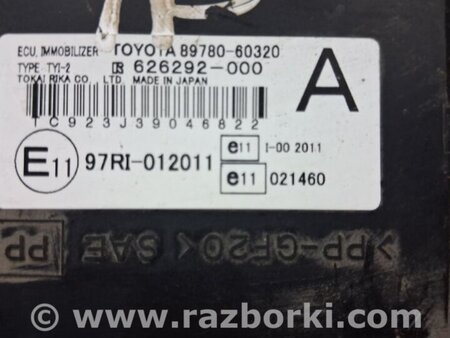 ECU, IMMOBILIZER TOYOTA 89780-60320
TYPE TYI-2 626292-000
TOKAI RIKA CO., LTD. MADE IN JAPAN
A
TC923J39046822
E11 97RI-012011
e11 I-00 2011
e11 021460
>PP-GF20< SAE PP
© www.razborki.com